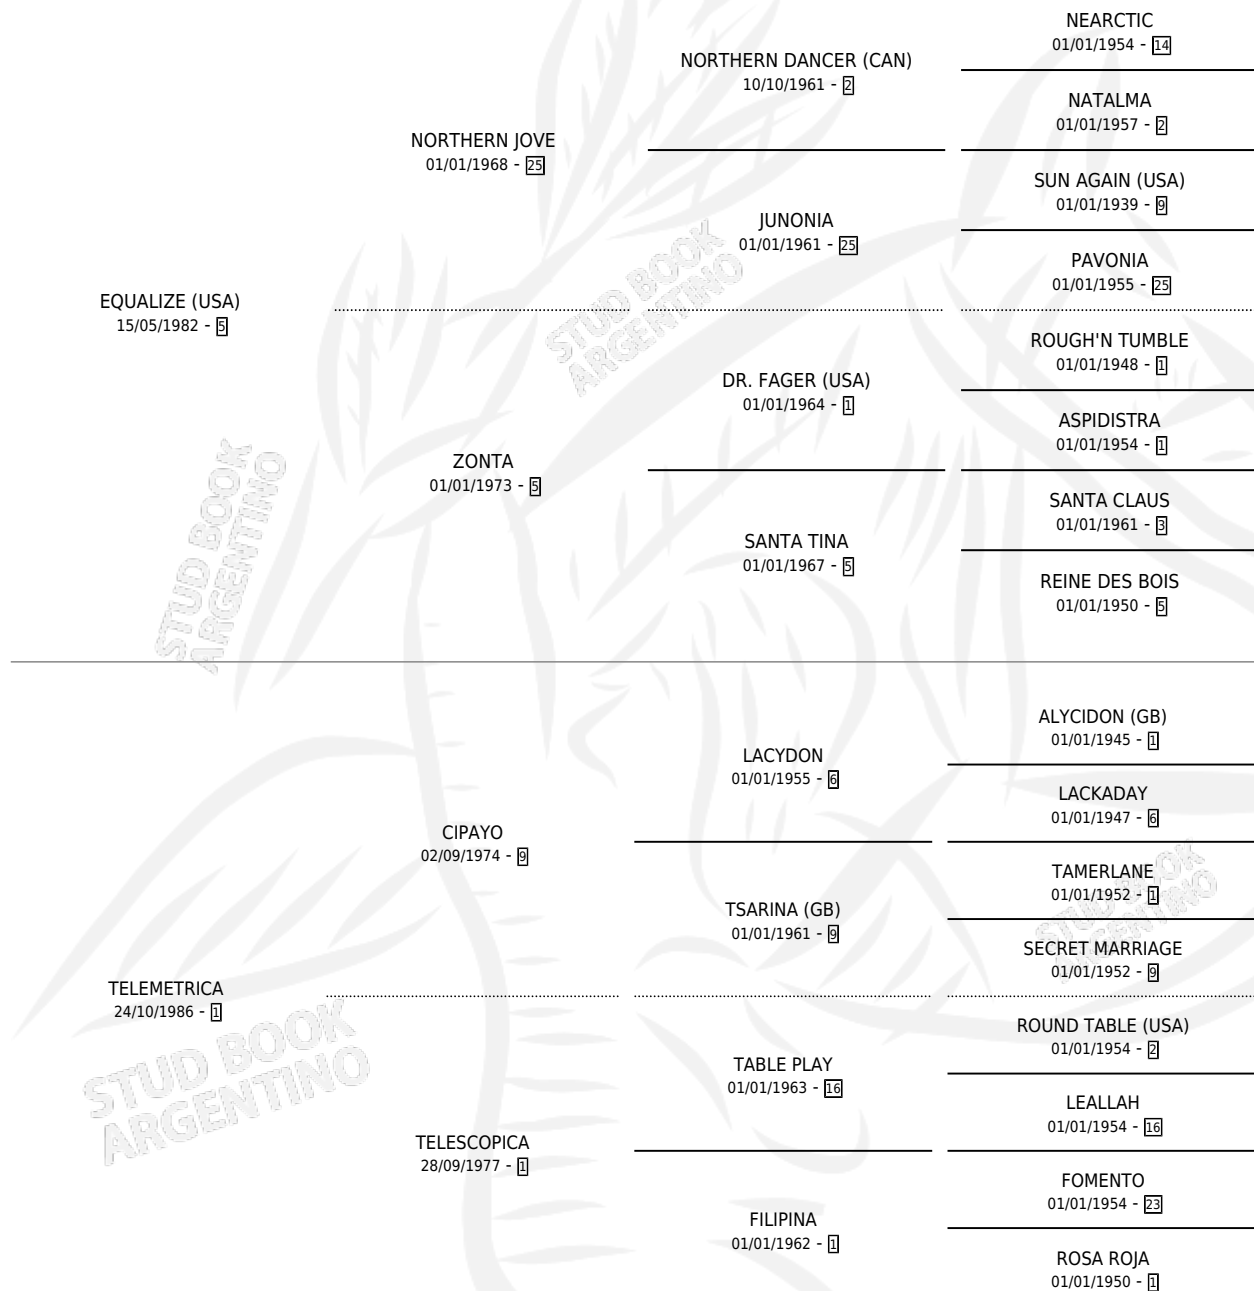 NEARCTIC
01/01/1954 - 14
NORTHERN DANCER (CAN)
10/10/1961 - 2
NATALMA
01/01/1957 - 2
NORTHERN JOVE
01/01/1968 - 25
SUN AGAIN (USA)
01/01/1939 - 9
JUNONIA
01/01/1961 - 25
PAVONIA
01/01/1955 - 25
EQUALIZE (USA)
15/05/1982 - 5
STUD BOOK
ARGENTINO
ROUGH'N TUMBLE
01/01/1948 - 1
DR. FAGER (USA)
01/01/1964 - 1
ASPIDISTRA
01/01/1954 - 1
ZONTA
01/01/1973 - 5
SANTA CLAUS
01/01/1961 - 3
SANTA TINA
01/01/1967 - 5
REINE DES BOIS
01/01/1950 - 5
STUD BOOK
ARGENTINO
ALYCIDON (GB)
01/01/1945 - 1
LACYDON
01/01/1955 - 6
LACKADAY
01/01/1947 - 6
CIPAYO
02/09/1974 - 9
TAMERLANE
01/01/1952 - 1
TSARINA (GB)
01/01/1961 - 9
SECRET MARRIAGE
01/01/1952 - 9
STUD BOOK
ARGENTINO
TELEMETRICA
24/10/1986 - 1
ROUND TABLE (USA)
01/01/1954 - 2
TABLE PLAY
01/01/1963 - 16
LEALLAH
01/01/1954 - 16
STUD BOOK
ARGENTINO
TELESCOPICA
28/09/1977 - 1
FOMENTO
01/01/1954 - 23
FILIPINA
01/01/1962 - 1
ROSA ROJA
01/01/1950 - 1